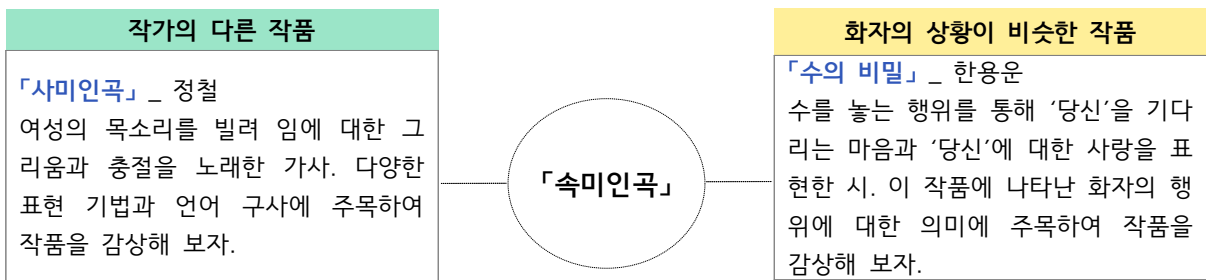 작가의 다른 작품
「사미인곡」 _ 정철
여성의 목소리를 빌려 임에 대한 그
리움과 충절을 노래한 가사. 다양한
표현 기법과 언어 구사에 주목하여
작품을 감상해 보자.
「속미인곡」
화자의 상황이 비슷한 작품
「수의 비밀」 _ 한용운
수를 놓는 행위를 통해 ‘당신’을 기다
리는 마음과 ‘당신’에 대한 사랑을 표
현한 시. 이 작품에 나타난 화자의 행
위에 대한 의미에 주목하여 작품을
감상해 보자.